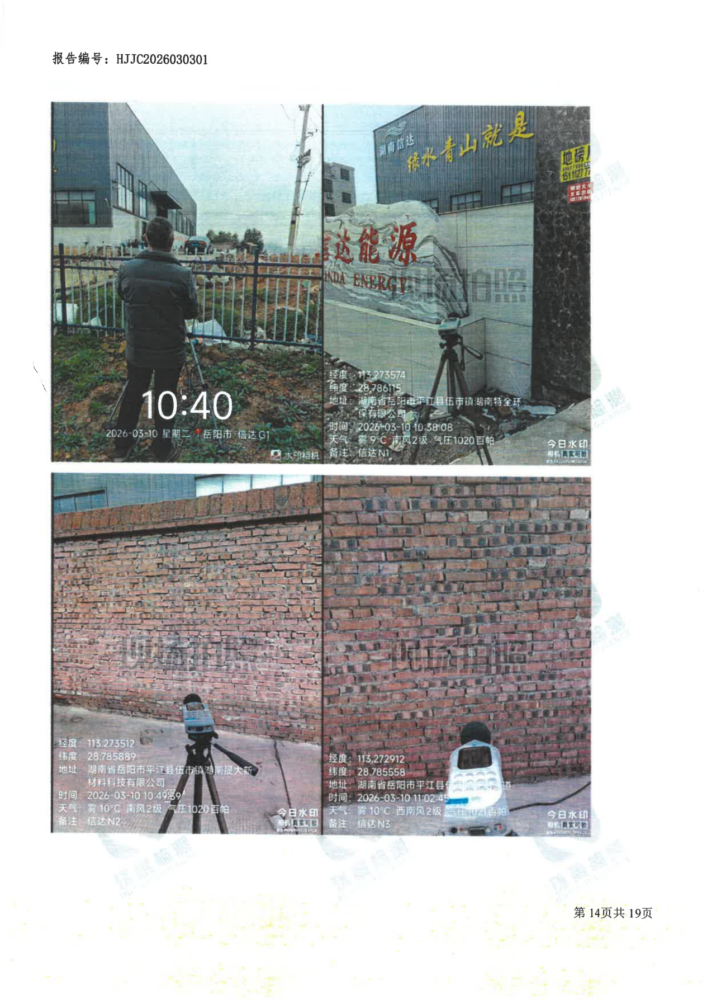 报告编号：HJJC2026030301
10:40
2026-03-10 星期二 岳阳市 信达G1
水印相机
湖南信达
绿水青山就是
地磅
达能源
NDA ENERGY
现场拍照
经度：113.273574
纬度：28.786115
地址：湖南省岳阳市平江县伍市镇湖南特全环
保有限公司
时间：2026-03-10 10:38:08
天气：雾 9℃ 南风2级 气压1020百帕
备注：信达N1
今日水印
相机 真实可验
现场拍照
经度：113.273512
纬度：28.785889
地址：湖南省岳阳市平江县伍市镇湖南晟大新
材料科技有限公司
时间：2026-03-10 10:49:39
天气：雾 10℃ 南风2级 气压1020百帕
备注：信达N2
今日水印
相机 真实可验
现场拍照
经度：113.272912
纬度：28.785558
地址：湖南省岳阳市平江县
时间：2026-03-10 11:02:45
天气：雾 10℃ 西南风2级 气压1021百帕
备注：信达N3
今日水印
相机 真实可验
第 14页共 19页